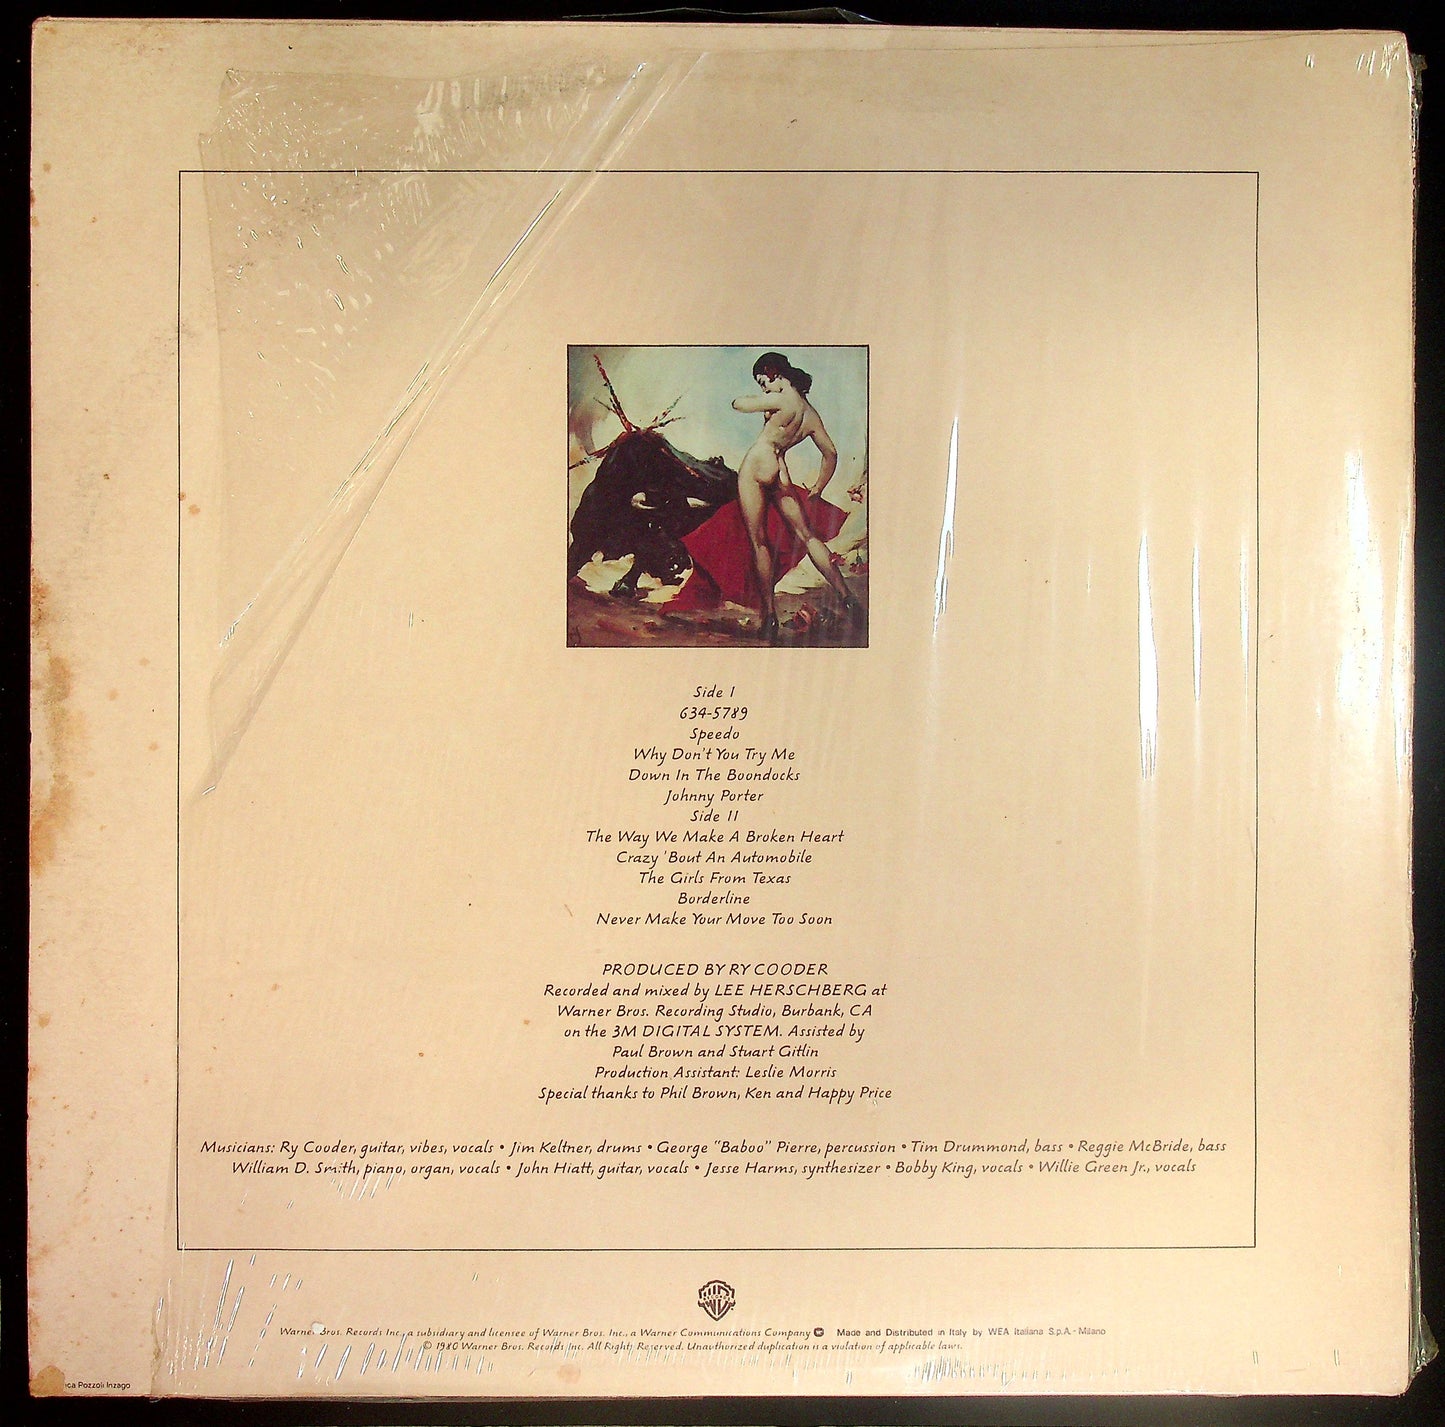 Side I
634-5789
Speedo
Why Don't You Try Me
Down In The Boondocks
Johnny Porter
Side II
The Way We Make A Broken Heart
Crazy 'Bout An Automobile
The Girls From Texas
Borderline
Never Make Your Move Too Soon
PRODUCED BY RY COODER
Recorded and mixed by LEE HERSCHBERG at
Warner Bros. Recording Studio, Burbank, CA
on the 3M DIGITAL SYSTEM. Assisted by
Paul Brown and Stuart Gitlin
Production Assistant: Leslie Morris
Special thanks to Phil Brown, Ken and Happy Price
Musicians: Ry Cooder, guitar, vibes, vocals • Jim Keltner, drums • George "Baboo" Pierre, percussion • Tim Drummond, bass • Reggie McBride, bass
William D. Smith, piano, organ, vocals • John Hiatt, guitar, vocals • Jesse Harms, synthesizer • Bobby King, vocals • Willie Green Jr., vocals
Warner Bros. Records Inc., a subsidiary and licensee of Warner Bros. Inc., a Warner Communications Company Made and Distributed in Italy by WEA Italiana S.p.A. - Milano
© 1980 Warner Bros. Records Inc. All Rights Reserved. Unauthorized duplication is a violation of applicable laws.
Pozzoli Inzago